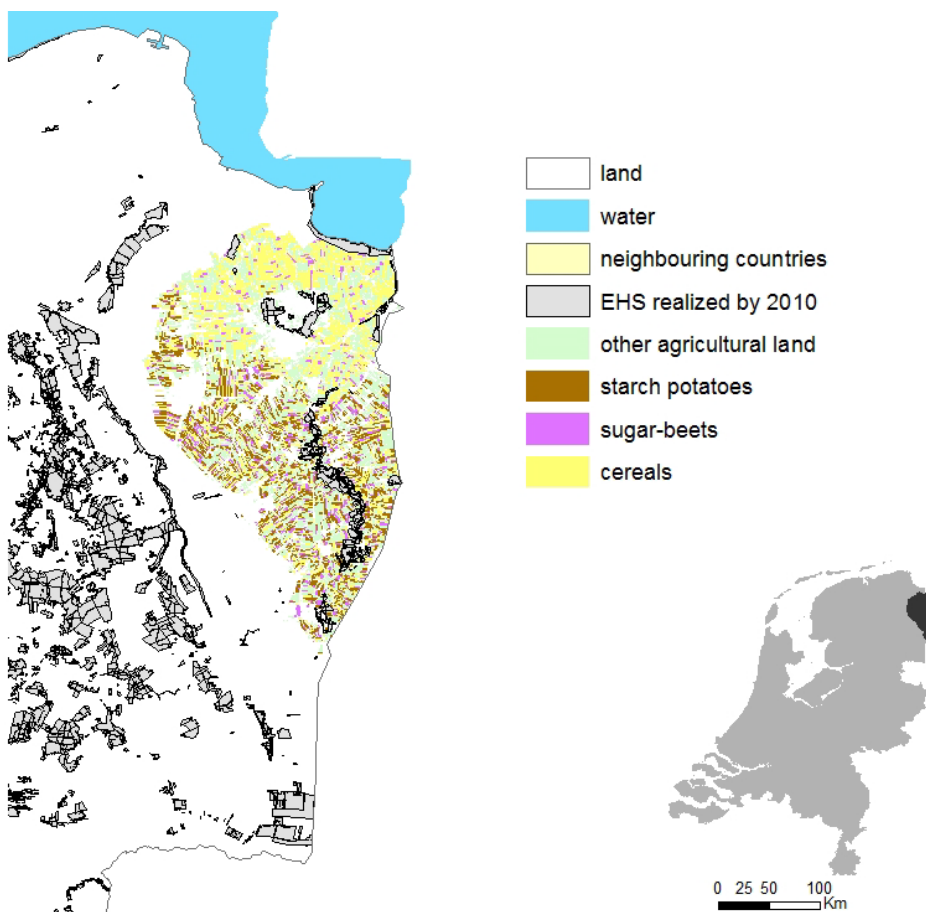 land
water
neighbouring countries
EHS realized by 2010
other agricultural land
starch potatoes
sugar-beets
cereals
0 25 50 100
Km